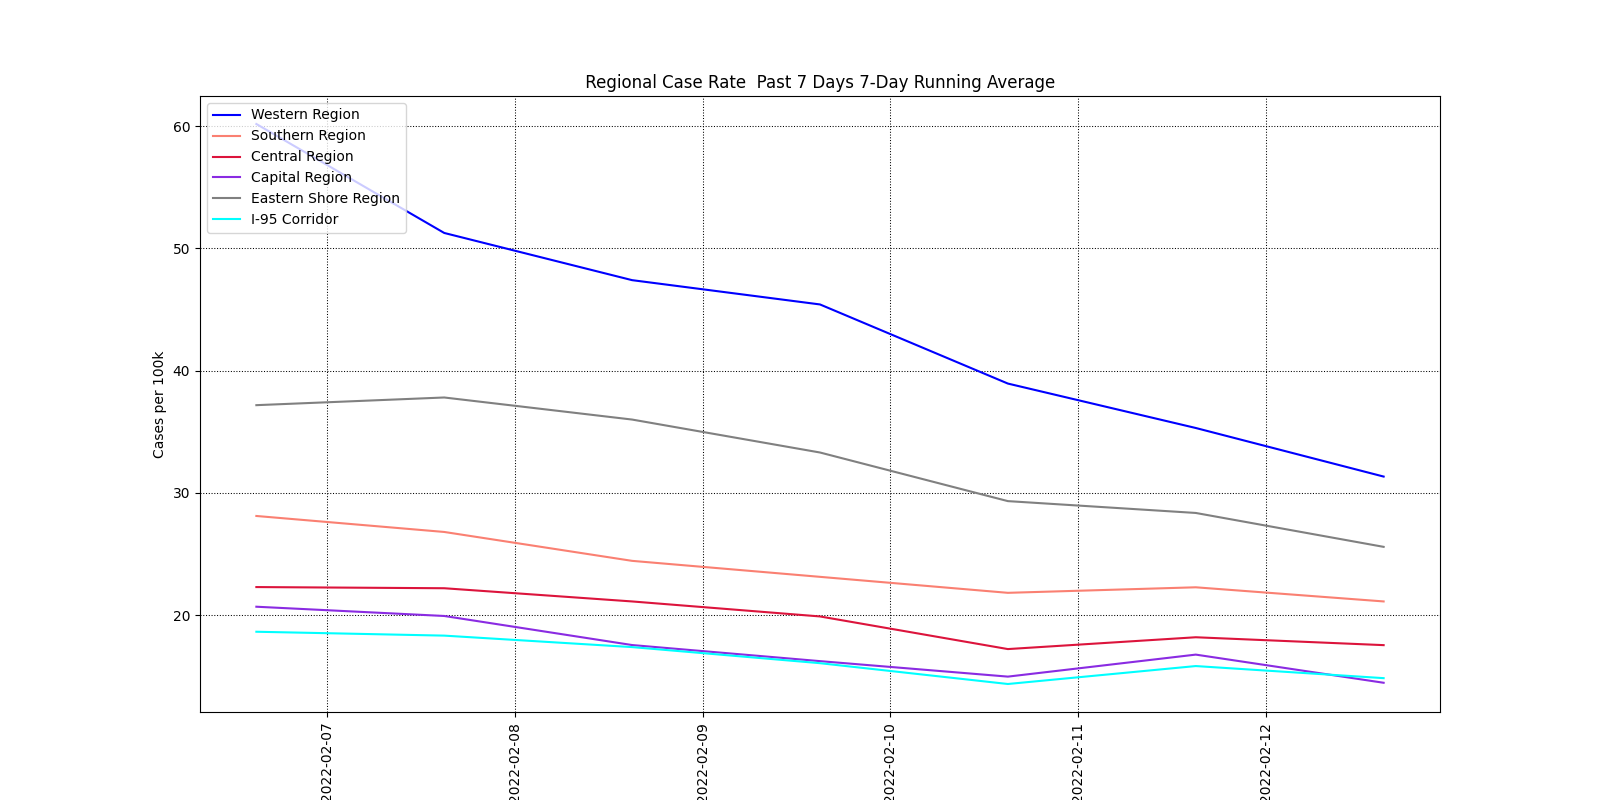 Regional Case Rate  Past 7 Days 7-Day Running Average
Western Region
Southern Region
Central Region
Capital Region
Eastern Shore Region
I-95 Corridor
60
50
40
30
20
Cases per 100k
2022-02-07
2022-02-08
2022-02-09
2022-02-10
2022-02-11
2022-02-12